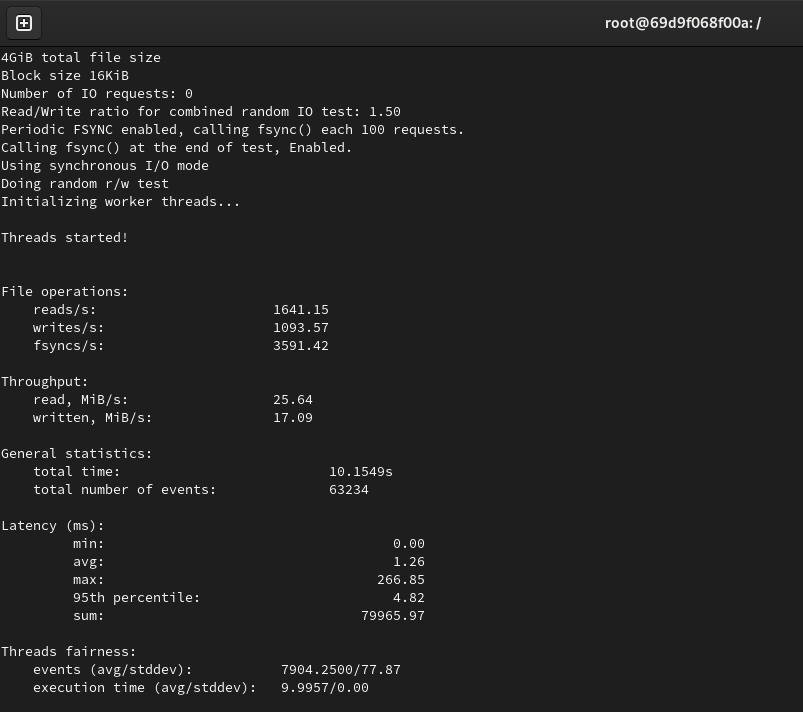 root@69d9f068f00a: /
4GiB total file size
Block size 16KiB
Number of IO requests: 0
Read/Write ratio for combined random IO test: 1.50
Periodic FSYNC enabled, calling fsync() each 100 requests.
Calling fsync() at the end of test, Enabled.
Using synchronous I/O mode
Doing random r/w test
Initializing worker threads...
Threads started!
File operations:
reads/s: 1641.15
writes/s: 1093.57
fsyncs/s: 3591.42
Throughput:
read, MiB/s: 25.64
written, MiB/s: 17.09
General statistics:
total time: 10.1549s
total number of events: 63234
Latency (ms):
min: 0.00
avg: 1.26
max: 266.85
95th percentile: 4.82
sum: 79965.97
Threads fairness:
events (avg/stddev): 7904.2500/77.87
execution time (avg/stddev): 9.9957/0.00